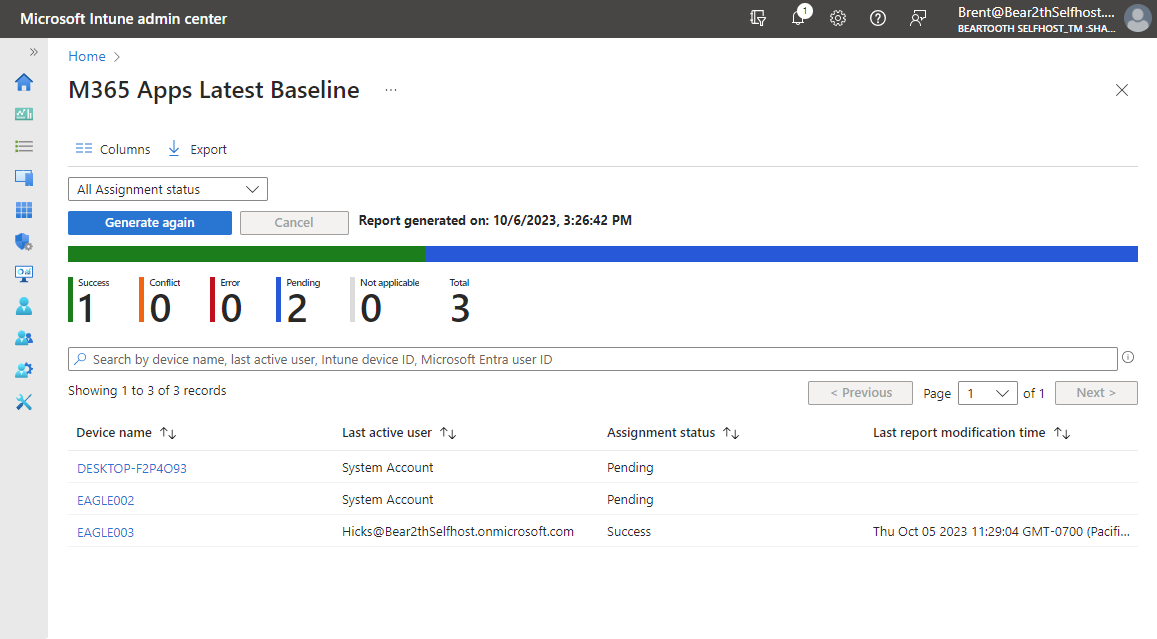 Microsoft Intune admin center
1
Brent@Bear2thSelfhost....
BEARTOOTH SELFHOST_TM :SHA...
Home
M365 Apps Latest Baseline ...
Columns Export
All Assignment status
Generate again Cancel Report generated on: 10/6/2023, 3:26:42 PM
Success Conflict Error Pending Not applicable Total
1 0 0 2 0 3
Search by device name, last active user, Intune device ID, Microsoft Entra user ID
Showing 1 to 3 of 3 records
< Previous Page 1 of 1 Next >
Device name Last active user Assignment status Last report modification time
DESKTOP-F2P4O93 System Account Pending
EAGLE002 System Account Pending
EAGLE003 Hicks@Bear2thSelfhost.onmicrosoft.com Success Thu Oct 05 2023 11:29:04 GMT-0700 (Pacifi...